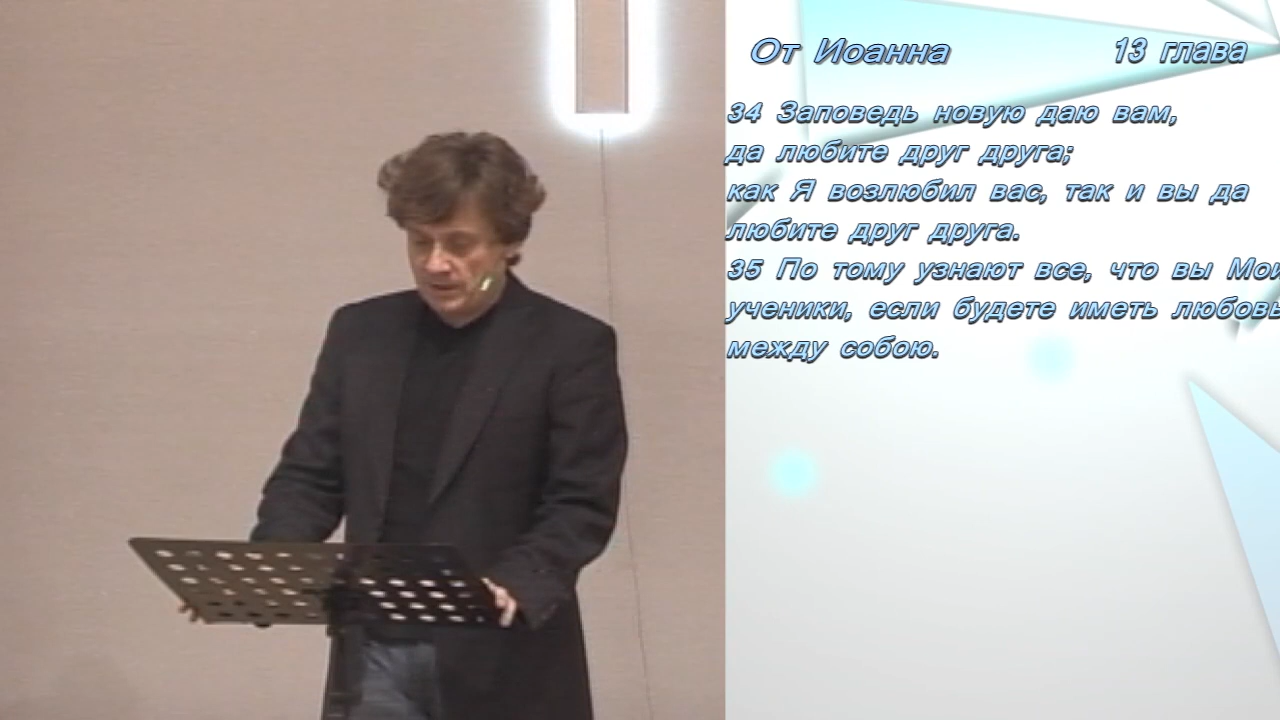 От Иоанна 13 глава
34 Заповедь новую даю вам,
да любите друг друга;
как Я возлюбил вас, так и вы да
любите друг друга.
35 По тому узнают все, что вы Мои
ученики, если будете иметь любовь
между собою.